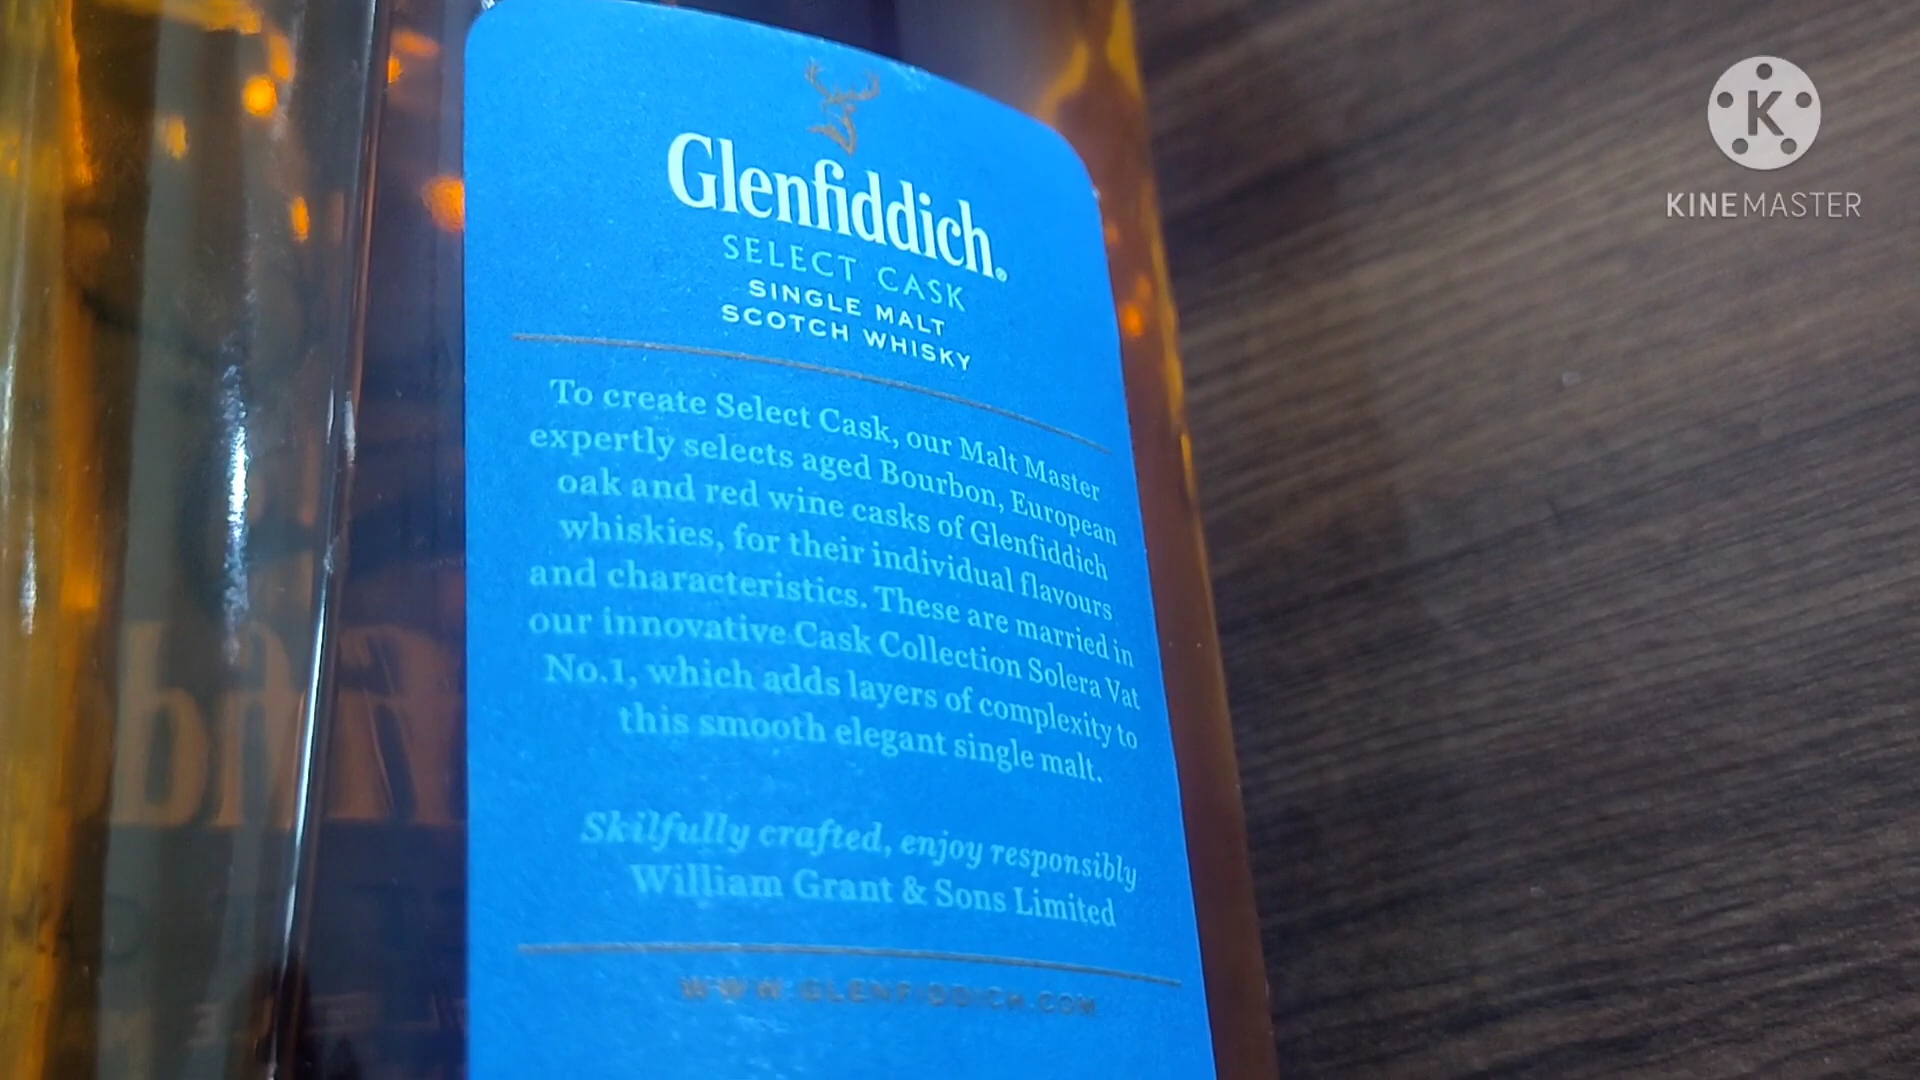 Glenfiddich®
SELECT CASK
SINGLE MALT
SCOTCH WHISKY
To create Select Cask, our Malt Master
expertly selects aged Bourbon, European
oak and red wine casks of Glenfiddich
whiskies, for their individual flavours
and characteristics. These are married in
our innovative Cask Collection Solera Vat
No.1, which adds layers of complexity to
this smooth elegant single malt.
Skilfully crafted, enjoy responsibly
William Grant & Sons Limited
WWW.GLENFIDDICH.COM
K
KINEMASTER